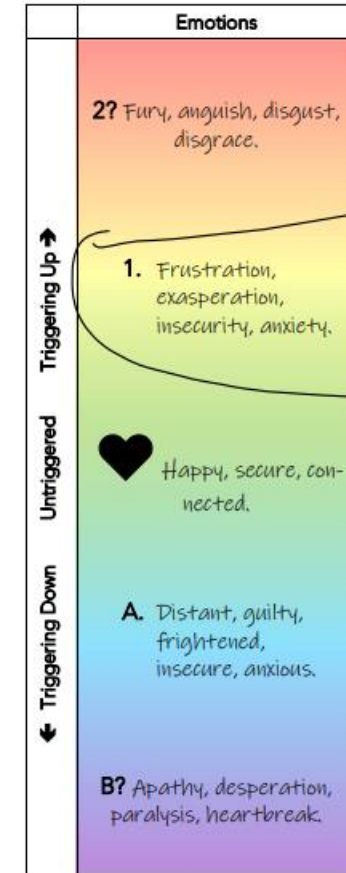 Emotions
2? Fury, anguish, disgust,
disgrace.
Triggering Up →
1. Frustration,
exasperation,
insecurity, anxiety.
Untriggered
♥ Happy, secure, con-
nected.
← Triggering Down
A. Distant, guilty,
frightened,
insecure, anxious.
B? Apathy, desperation,
paralysis, heartbreak.